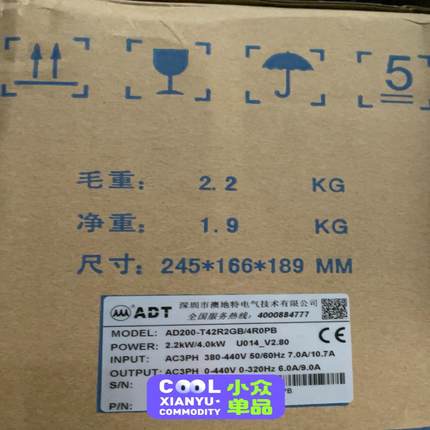 5
毛重： 2.2 KG
净重： 1.9 KG
尺寸：245*166*189 MM
ADT 深圳市澳地特电气技术有限公司
全国服务热线：4000884777
CE
MODEL: AD200-T42R2GB/4R0PB
POWER: 2.2kW/4.0kW U014_V2.80
INPUT: AC3PH 380-440V 50/60Hz 7.0A/10.7A
OUTPUT: AC3PH 0-440V 0-320Hz 6.0A/9.0A
S/N:
P/N:
COOL 小众
XIANYU- 单品